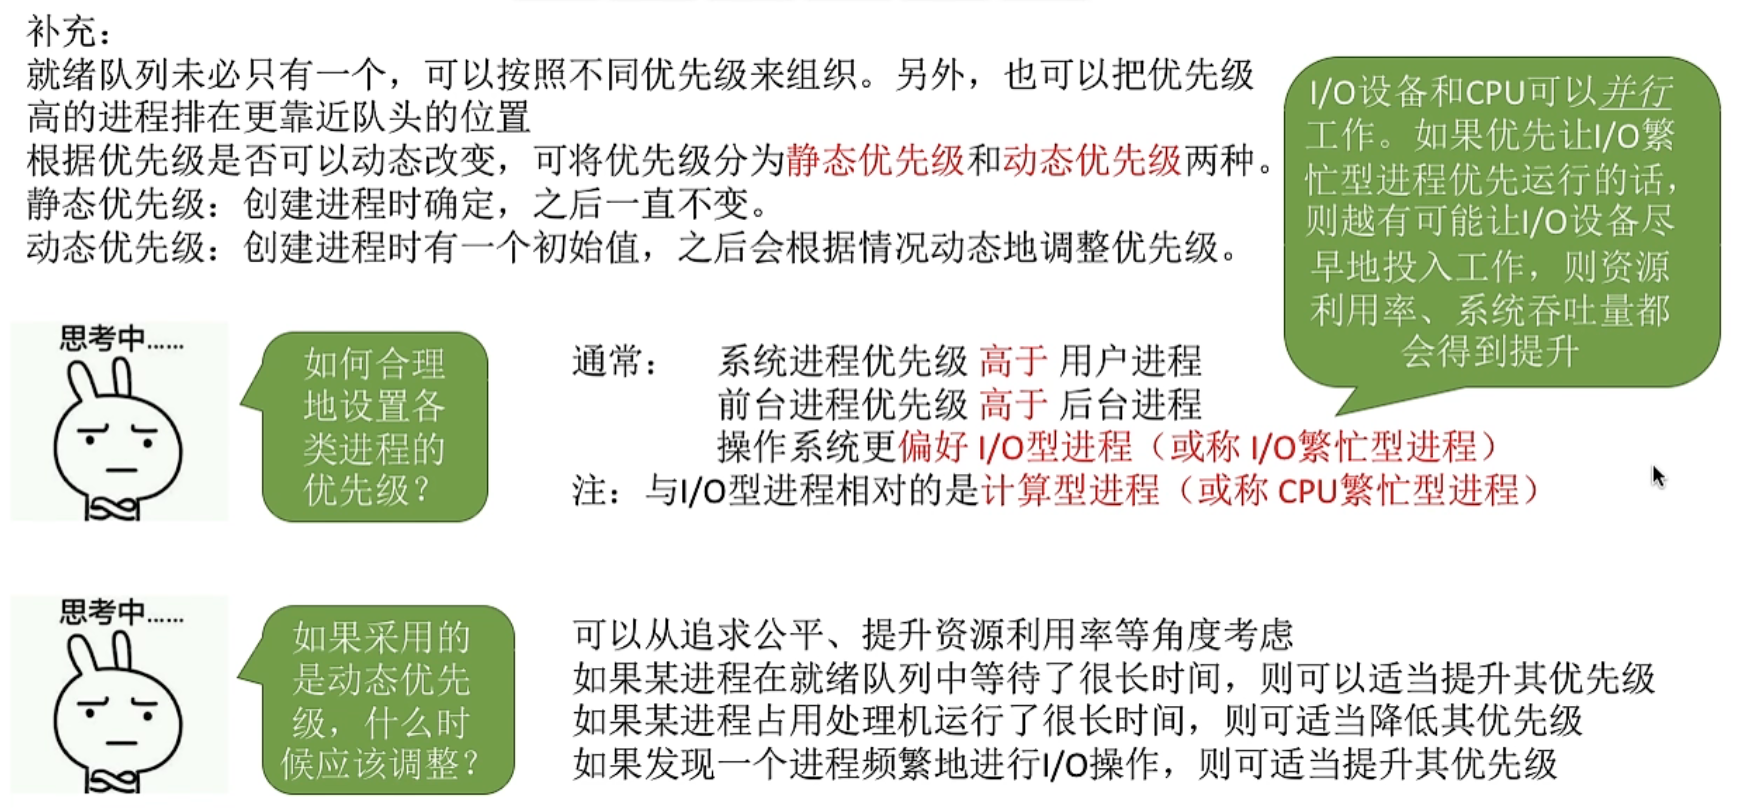 补充：
就绪队列未必只有一个，可以按照不同优先级来组织。另外，也可以把优先级
高的进程排在更靠近队头的位置
根据优先级是否可以动态改变，可将优先级分为静态优先级和动态优先级两种。
静态优先级：创建进程时确定，之后一直不变。
动态优先级：创建进程时有一个初始值，之后会根据情况动态地调整优先级。
I/O设备和CPU可以并行
工作。如果优先让I/O繁
忙型进程优先运行的话，
则越有可能让I/O设备尽
早地投入工作，则资源
利用率、系统吞吐量都
会得到提升
思考中......
如何合理
地设置各
类进程的
优先级？
通常： 系统进程优先级 高于 用户进程
前台进程优先级 高于 后台进程
操作系统更偏好 I/O型进程（或称 I/O繁忙型进程）
注：与I/O型进程相对的是计算型进程（或称 CPU繁忙型进程）
思考中......
如果采用的
是动态优先
级，什么时
候应该调整？
可以从追求公平、提升资源利用率等角度考虑
如果某进程在就绪队列中等待了很长时间，则可以适当提升其优先级
如果某进程占用处理机运行了很长时间，则可适当降低其优先级
如果发现一个进程频繁地进行I/O操作，则可适当提升其优先级